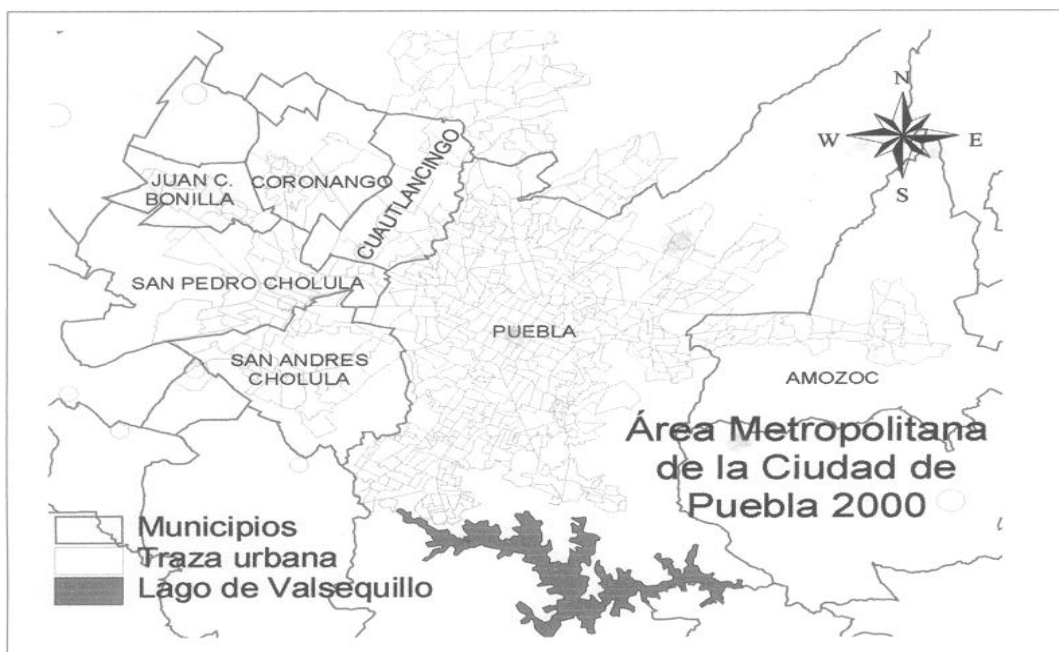 N
W
E
S
CUAUTLANCINGO
JUAN C.
BONILLA
CORONANGO
SAN PEDRO CHOLULA
PUEBLA
SAN ANDRES
CHOLULA
AMOZOC
Área Metropolitana
de la Ciudad de
Puebla 2000
Municipios
Traza urbana
Lago de Valsequillo